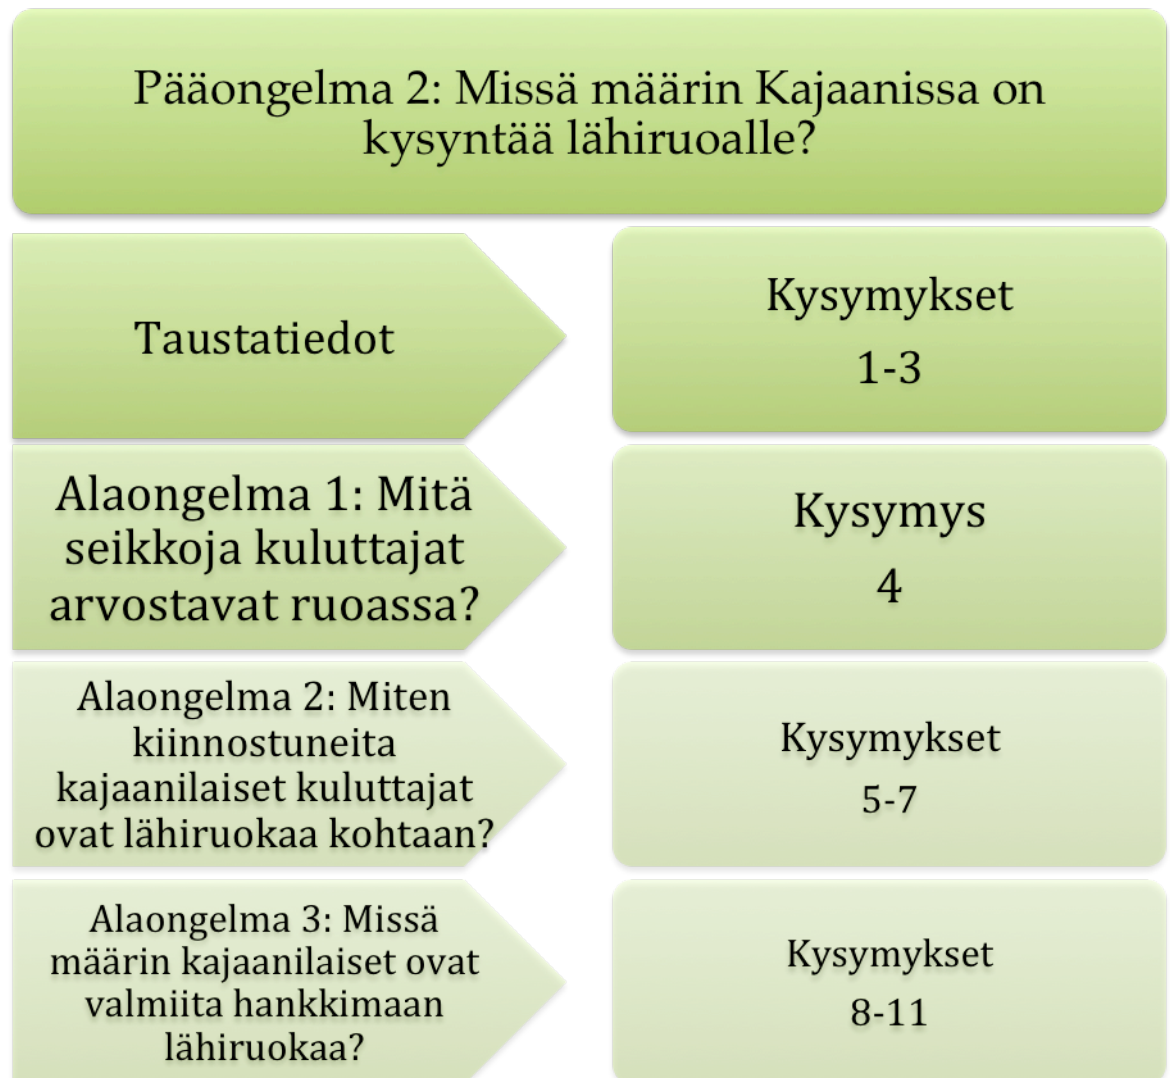 Pääongelma 2: Missä määrin Kajaanissa on
kysyntää lähiruoalle?
Taustatiedot
Kysymykset
1-3
Alaongelma 1: Mitä
seikkoja kuluttajat
arvostavat ruoassa?
Kysymys
4
Alaongelma 2: Miten
kiinnostuneita
kajaanilaiset kuluttajat
ovat lähiruokaa kohtaan?
Kysymykset
5-7
Alaongelma 3: Missä
määrin kajaanilaiset ovat
valmiita hankkimaan
lähiruokaa?
Kysymykset
8-11